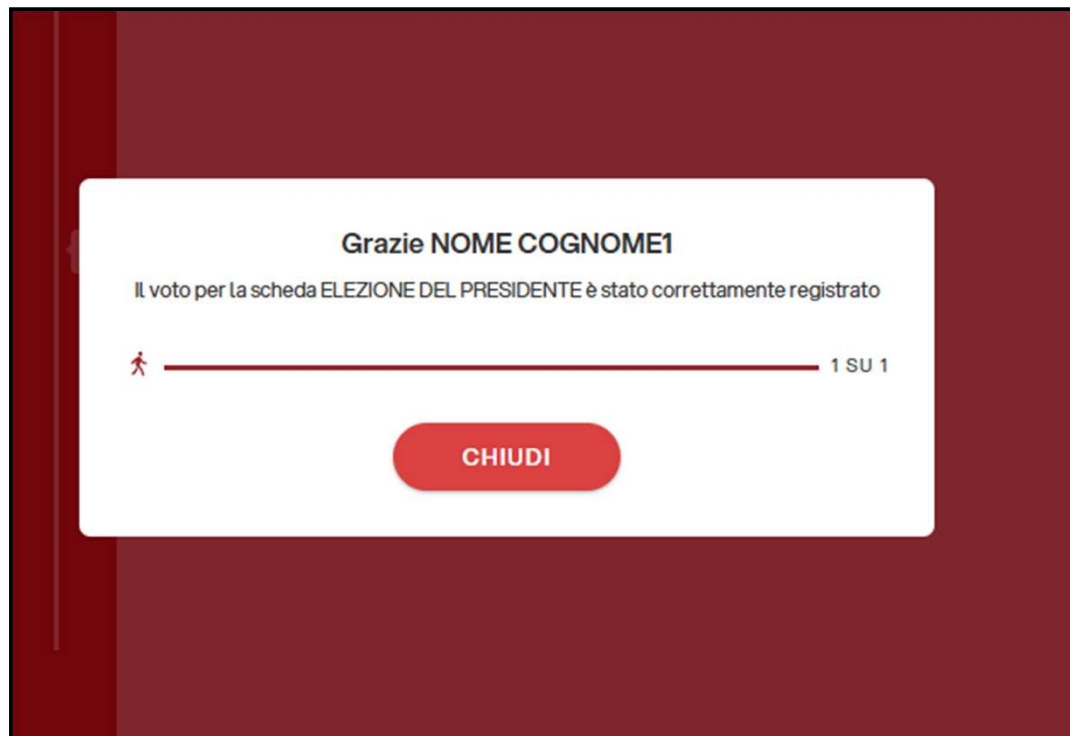 Grazie NOME COGNOME1
Il voto per la scheda ELEZIONE DEL PRESIDENTE è stato correttamente registrato
1 SU 1
CHIUDI